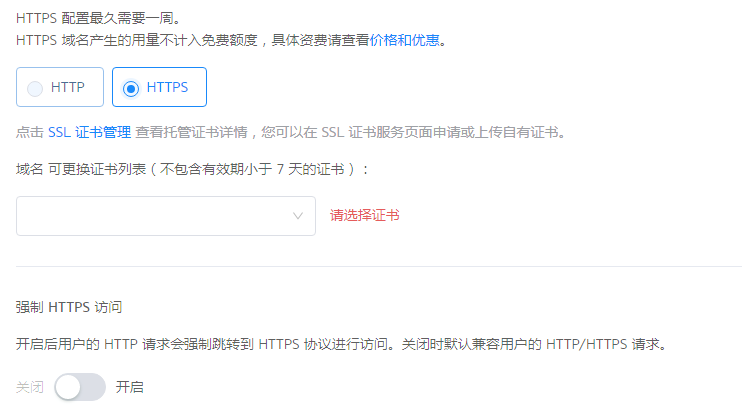 HTTPS 配置最久需要一周。
HTTPS 域名产生的用量不计入免费额度，具体资费请查看价格和优惠。
HTTP HTTPS
点击 SSL 证书管理 查看托管证书详情，您可以在 SSL 证书服务页面申请或上传自有证书。
域名 可更换证书列表（不包含有效期小于 7 天的证书）：
请选择证书
强制 HTTPS 访问
开启后用户的 HTTP 请求会强制跳转到 HTTPS 协议进行访问。关闭时默认兼容用户的 HTTP/HTTPS 请求。
关闭 开启